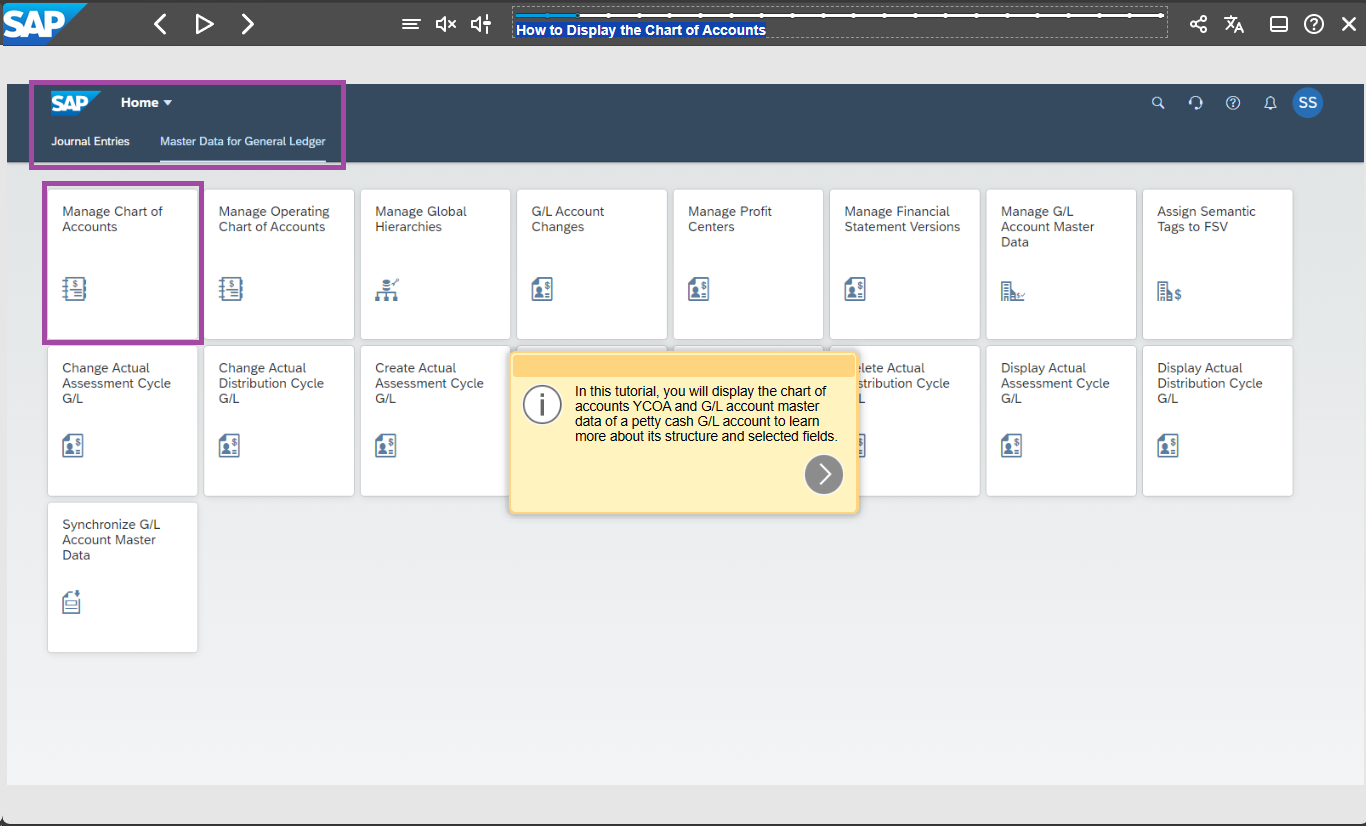 SAP
How to Display the Chart of Accounts
SAP
Home
SS
Journal Entries
Master Data for General Ledger
Manage Chart of
Accounts
Manage Operating
Chart of Accounts
Manage Global
Hierarchies
G/L Account
Changes
Manage Profit
Centers
Manage Financial
Statement Versions
Manage G/L
Account Master
Data
Assign Semantic
Tags to FSV
Change Actual
Assessment Cycle
G/L
Change Actual
Distribution Cycle
G/L
Create Actual
Assessment Cycle
G/L
In this tutorial, you will display the chart of
accounts YCOA and G/L account master
data of a petty cash G/L account to learn
more about its structure and selected fields.
Actual
Cycle
Display Actual
Assessment Cycle
G/L
Display Actual
Distribution Cycle
G/L
Synchronize G/L
Account Master
Data